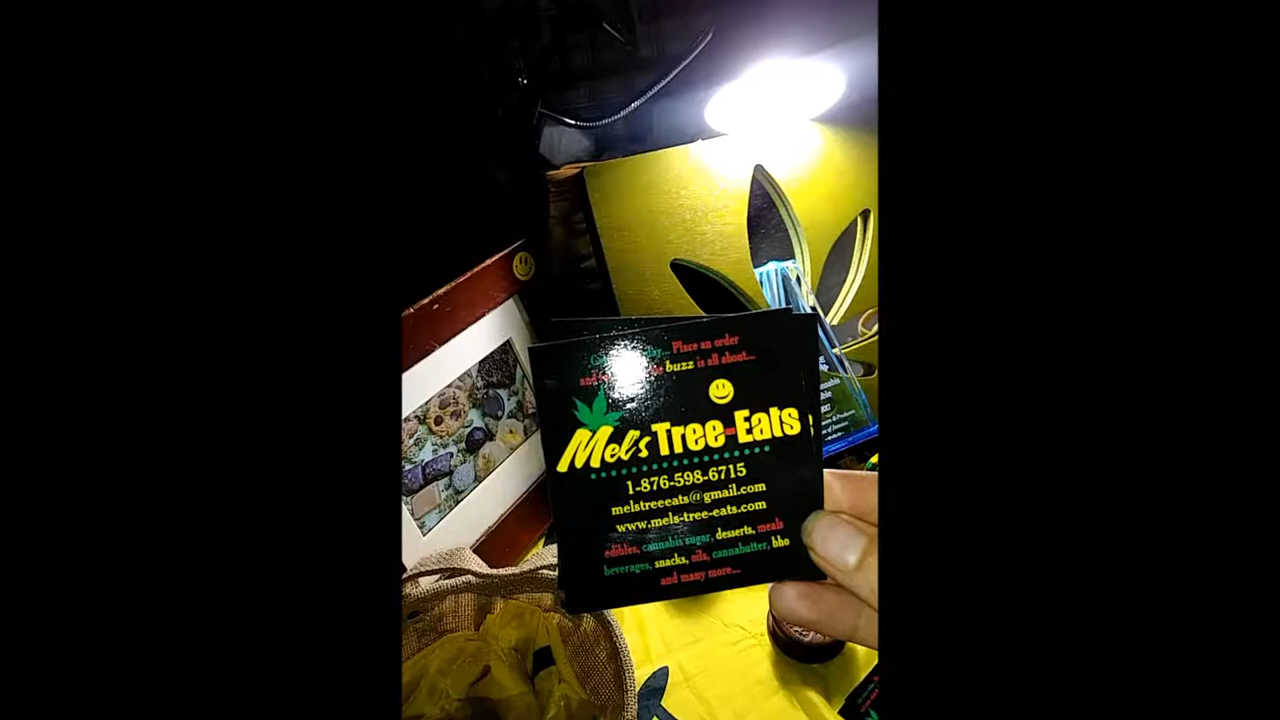 Place an order
buzz is all about...
Mel's Tree-Eats
1-876-598-6715
melstreeeats@gmail.com
www.mels-tree-eats.com
edibles, cannabis sugar, desserts, meals
beverages, snacks, oils, cannabutter, bho
and many more...